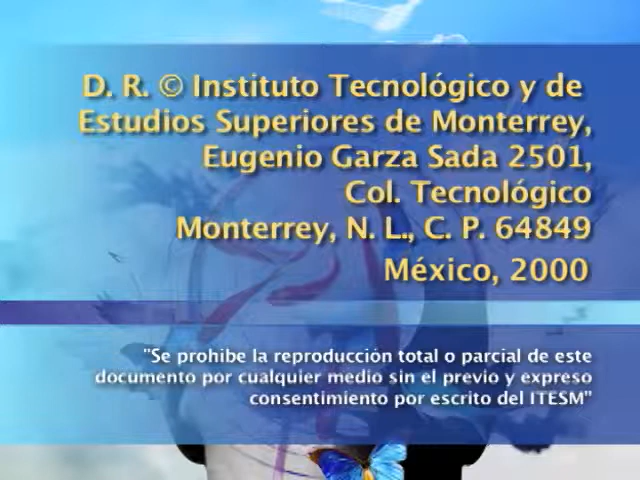 D. R. © Instituto Tecnológico y de
Estudios Superiores de Monterrey,
Eugenio Garza Sada 2501,
Col. Tecnológico
Monterrey, N. L., C. P. 64849
México, 2000
"Se prohibe la reproducción total o parcial de este
documento por cualquier medio sin el previo y expreso
consentimiento por escrito del ITESM"